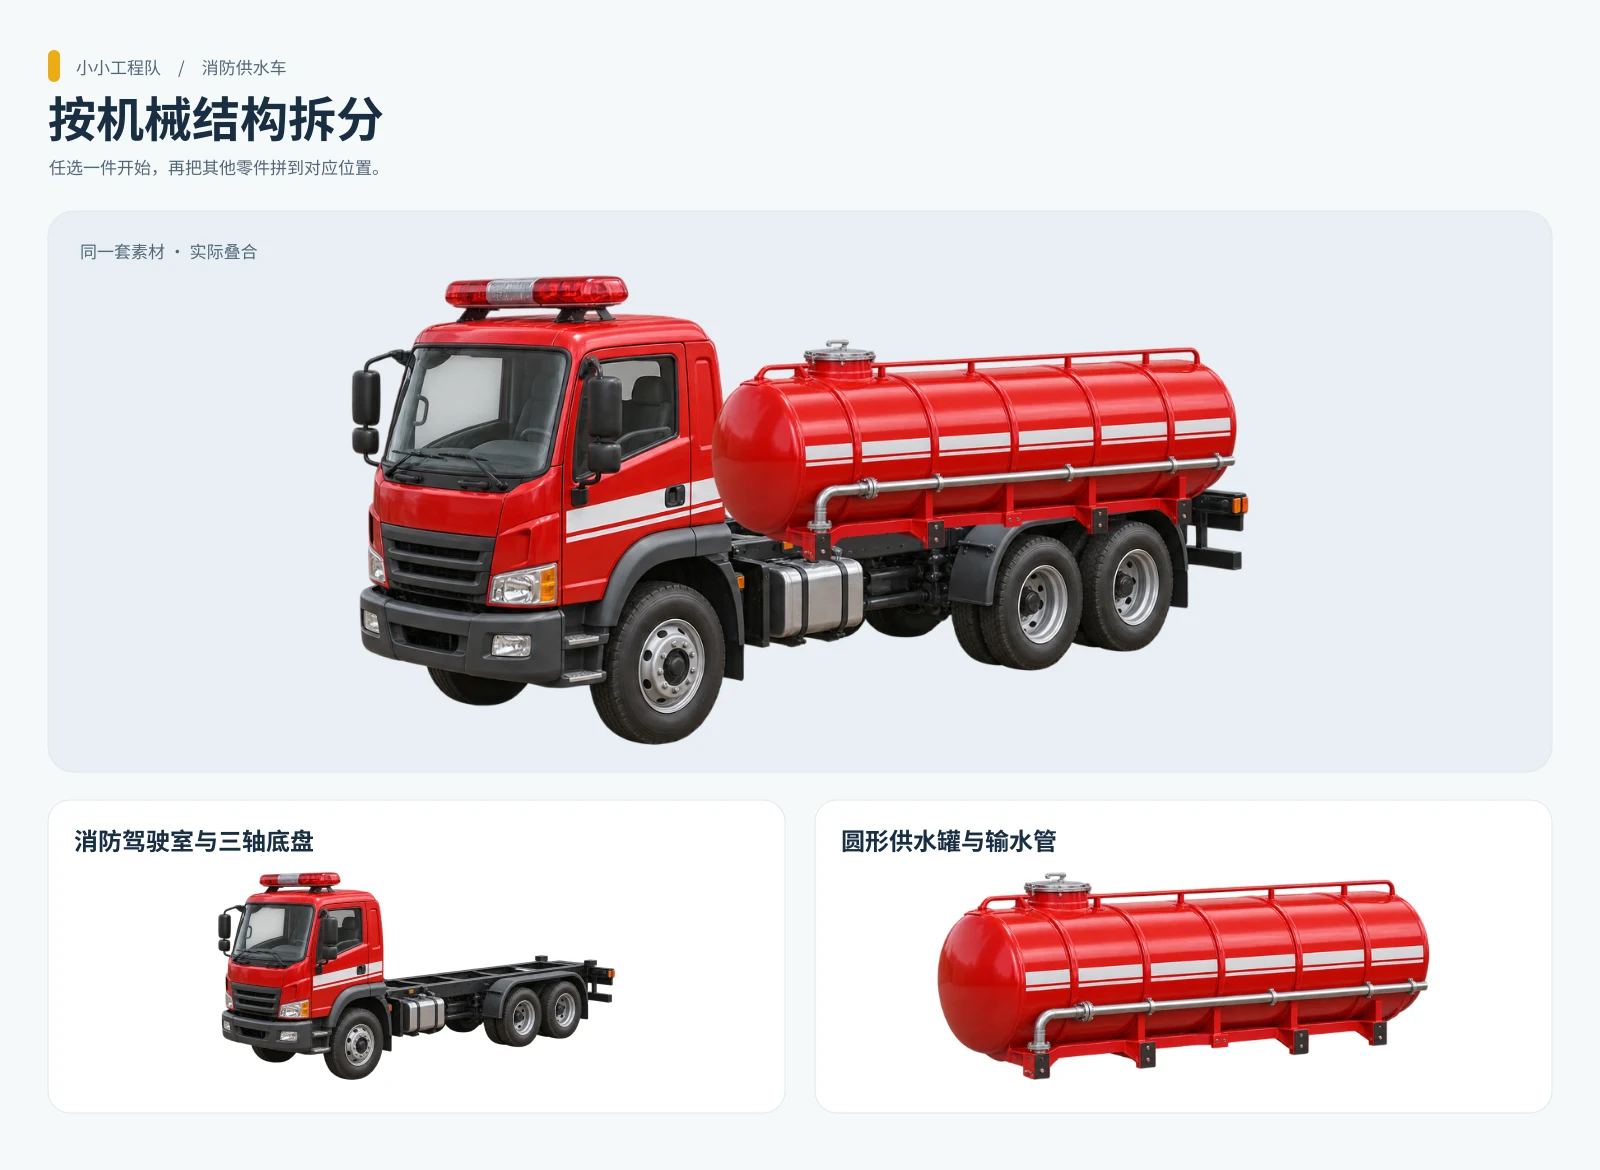 小小工程队 / 消防供水车
按机械结构拆分
任选一件开始，再把其他零件拼到对应位置。
同一套素材 · 实际叠合
消防驾驶室与三轴底盘
圆形供水罐与输水管